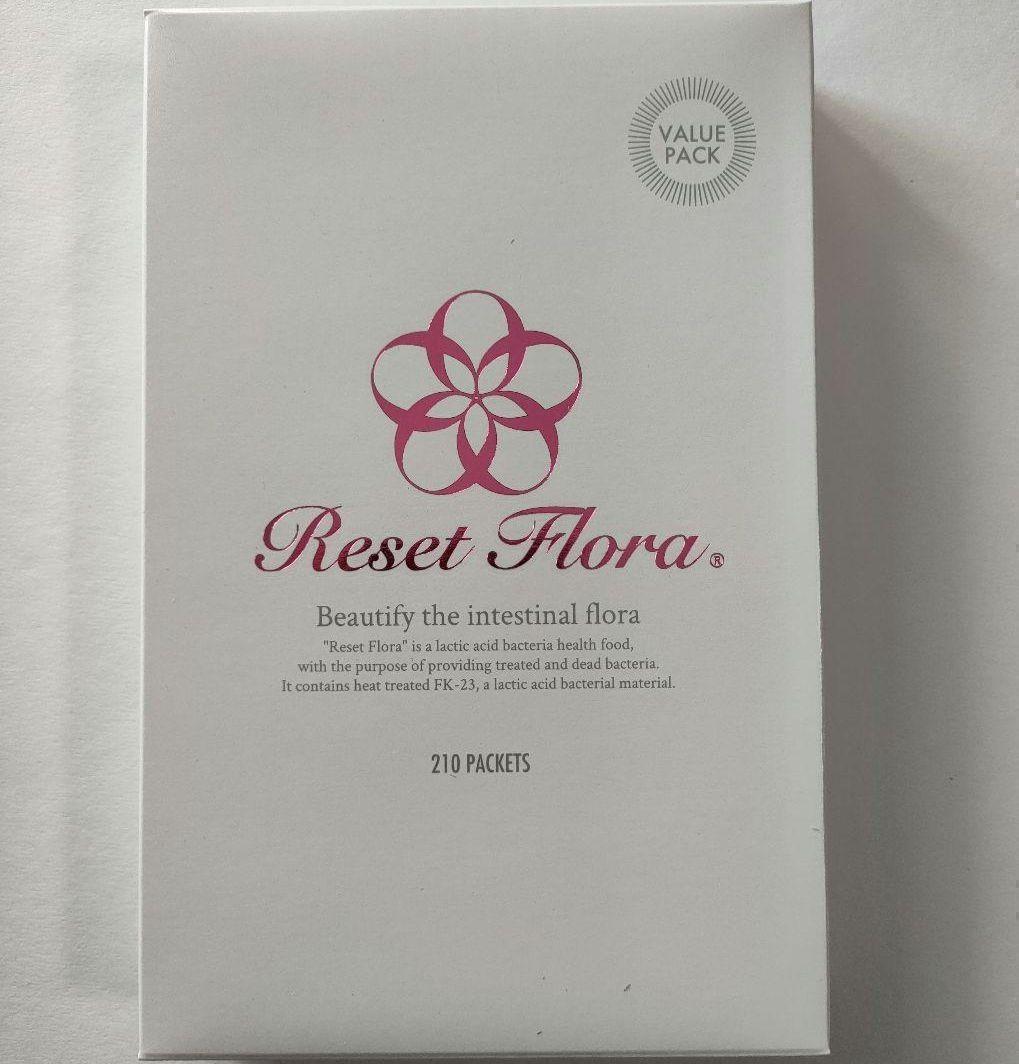 VALUE
PACK
Reset Flora®
Beautify the intestinal flora
"Reset Flora" is a lactic acid bacteria health food,
with the purpose of providing treated and dead bacteria.
It contains heat treated FK-23, a lactic acid bacterial material.
210 PACKETS